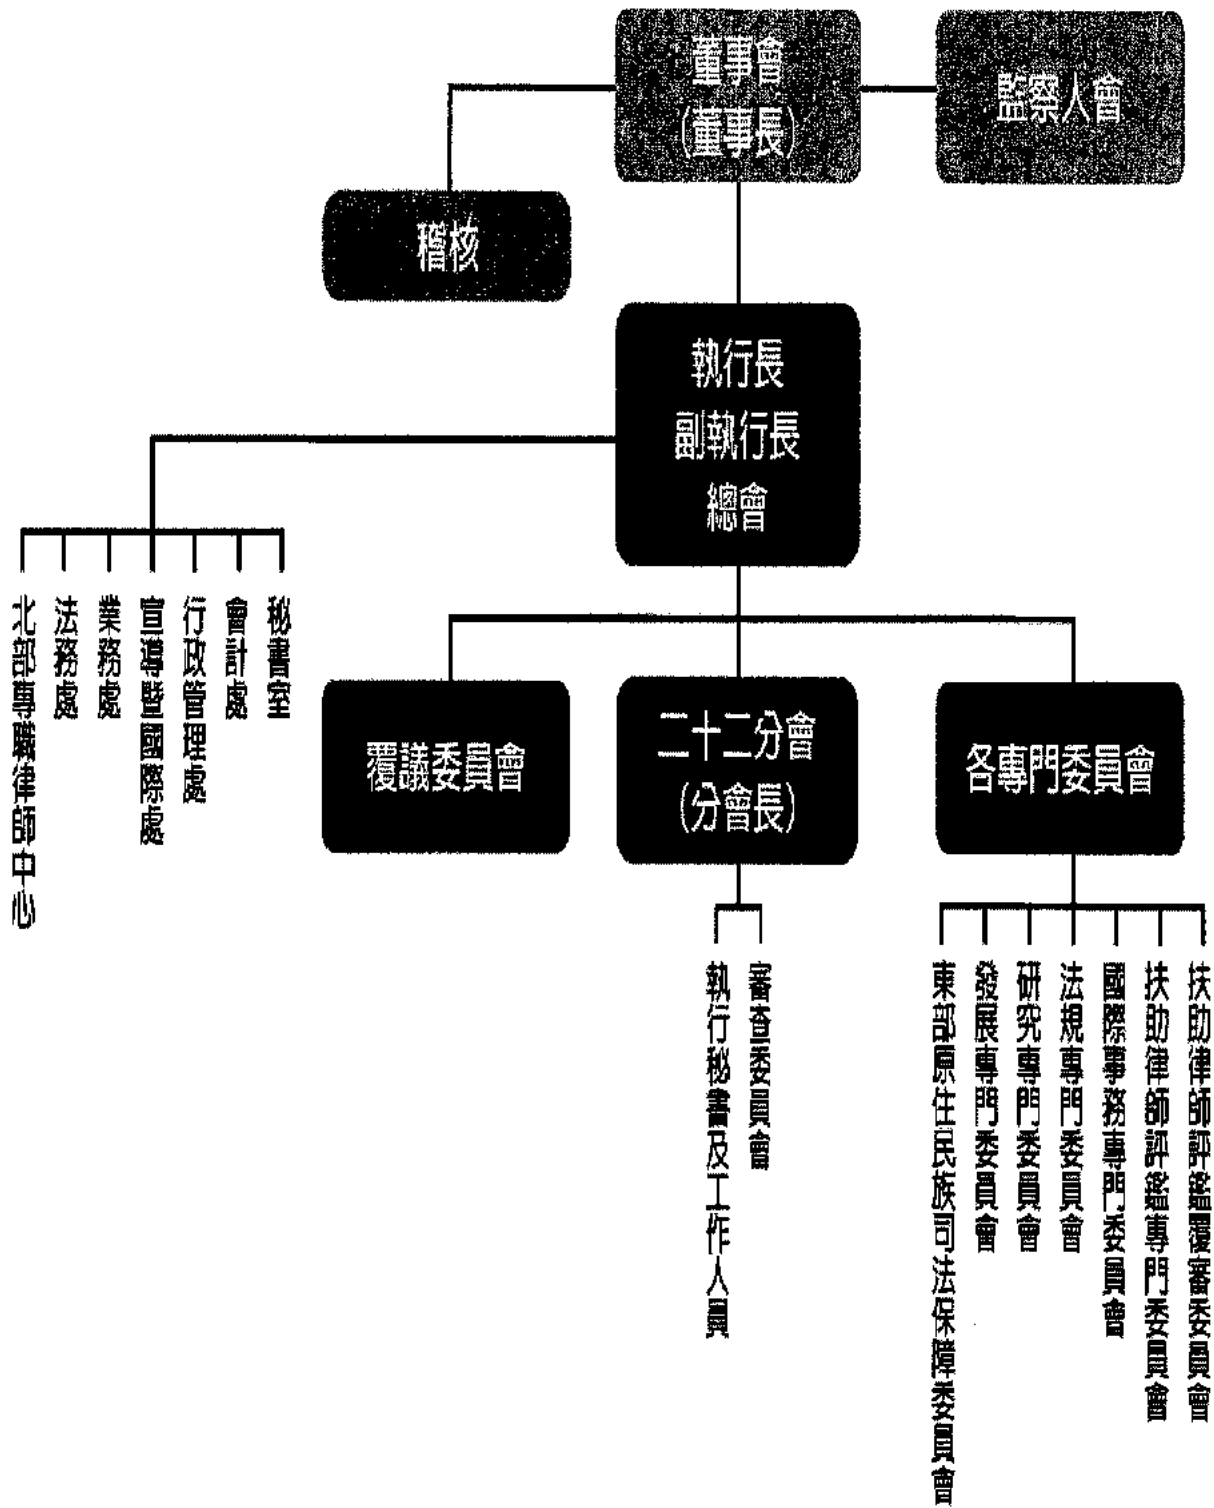 董事會
(董事長)
監察人會
稽核
執行長
副執行長
總會
北部專職律師中心
法務處
業務處
宣導暨國際處
行政管理處
會計處
秘書室
覆議委員會
二十二分會
(分會長)
各專門委員會
執行秘書及工作人員
審查委員會
東部原住民族司法保障委員會
發展專門委員會
研究專門委員會
法規專門委員會
國際事務專門委員會
扶助律師評鑑專門委員會
扶助律師評鑑覆審委員會